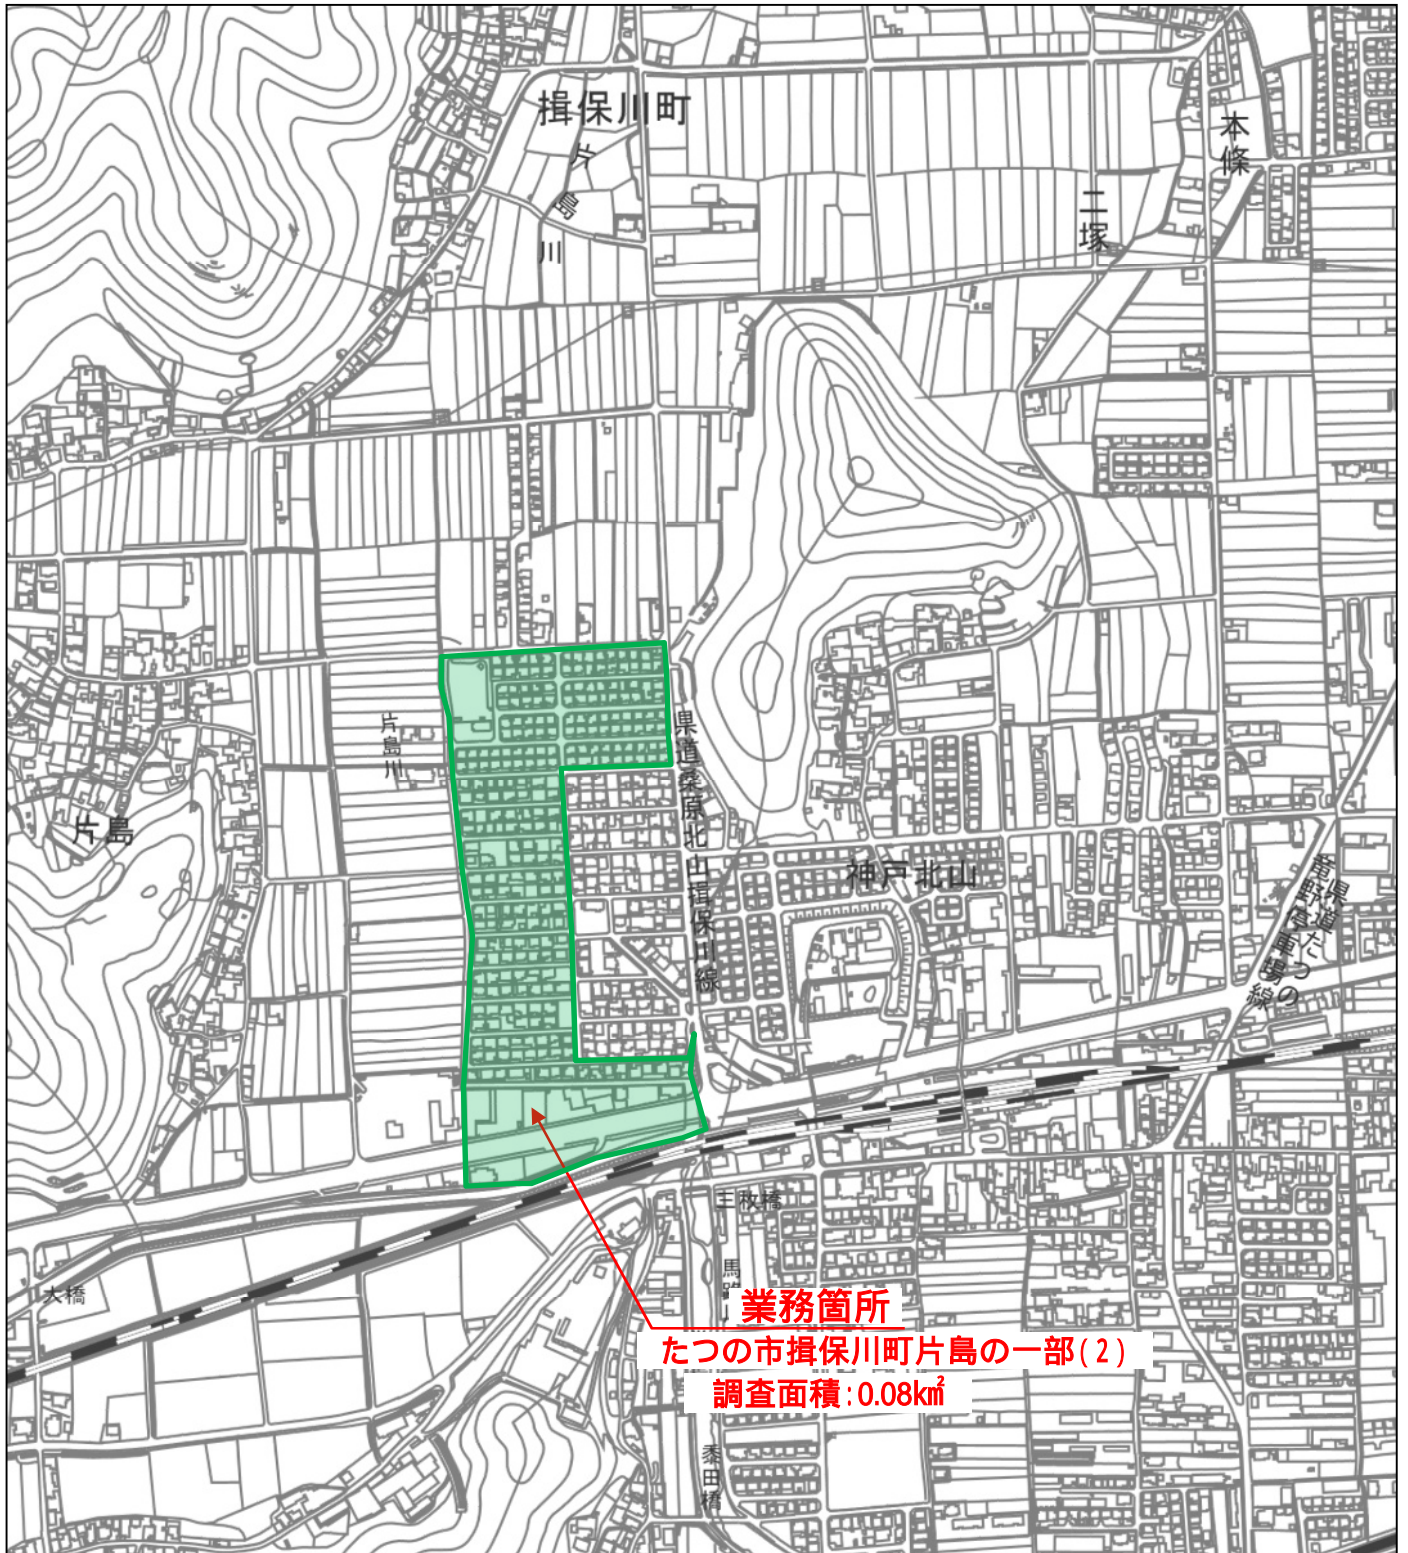 揖保川町
片島川
本條
二塚
片島川
県道桑原北山揖保川線
片島
神戸北山
県道たつの
竜野停車場線
三枚橋
大橋
業務箇所
たつの市揖保川町片島の一部(2)
調査面積:0.08k㎡
黍田橋